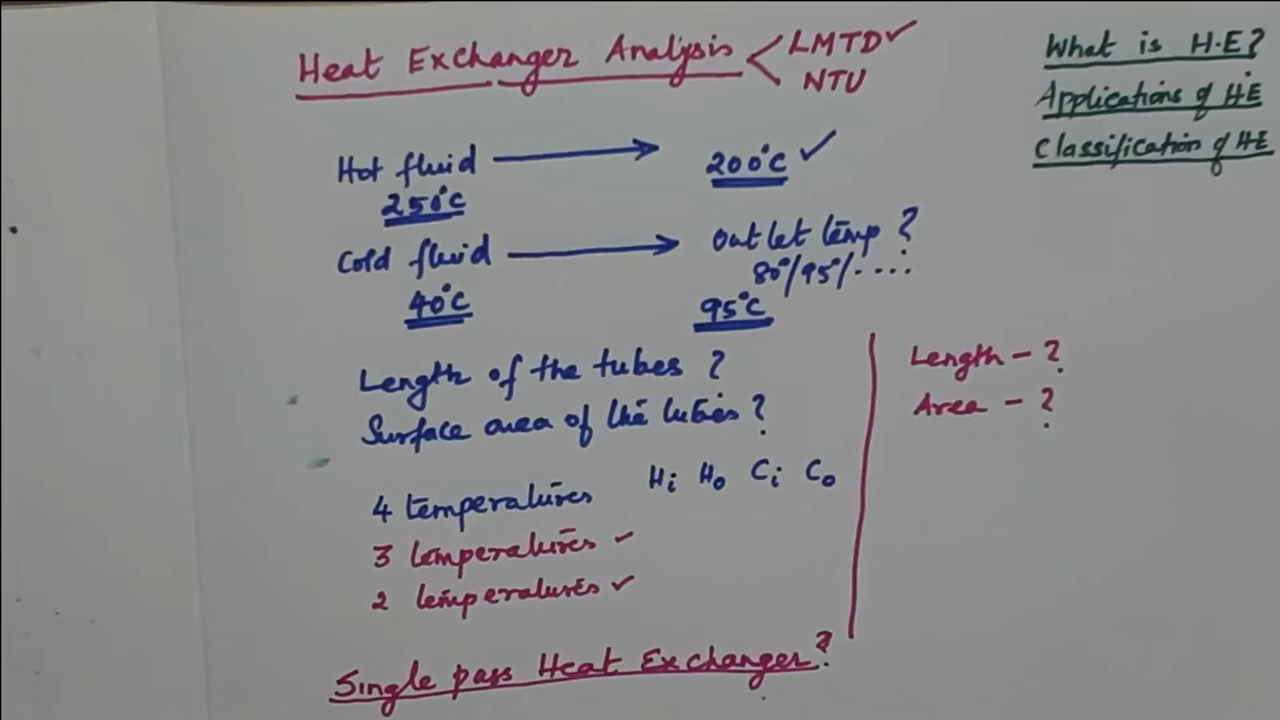 Heat Exchanger Analysis < LMTD ✓
NTU
What is H.E?
Applications of H.E
Classification of H.E
Hot fluid → 200°C ✓
250°C
Cold fluid → Outlet temp ?
80°/95°/....
40°C 95°C
Length of the tubes ?
Surface area of the tubes ?
4 temperatures Hi Ho Ci Co
3 temperatures ✓
2 temperatures ✓
Length - ?
Area - ?
Single pass Heat Exchanger?